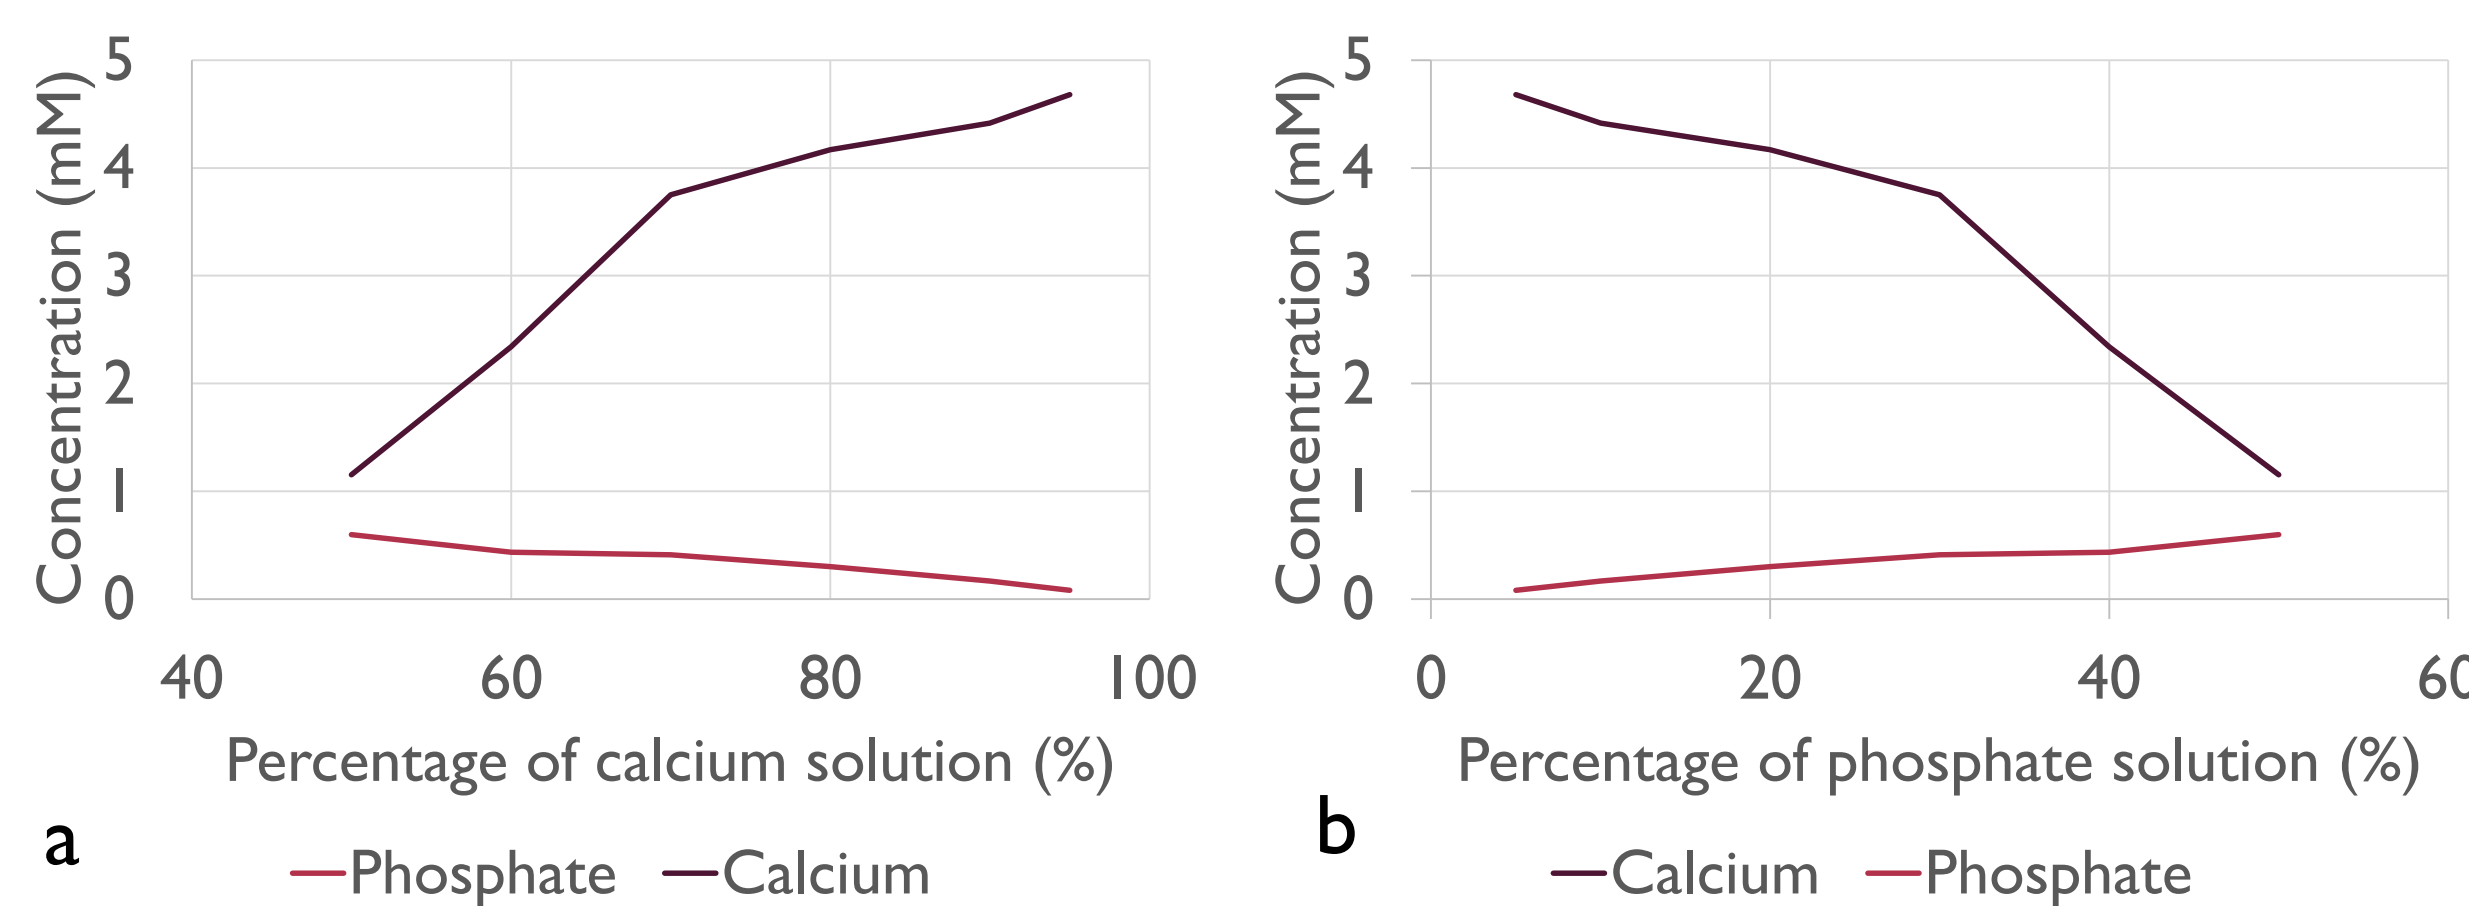 Concentration (mM)
5
4
3
2
1
0
40 60 80 100
Percentage of calcium solution (%)
a
Phosphate Calcium
Concentration (mM)
5
4
3
2
1
0
0 20 40 60
Percentage of phosphate solution (%)
b
Calcium Phosphate